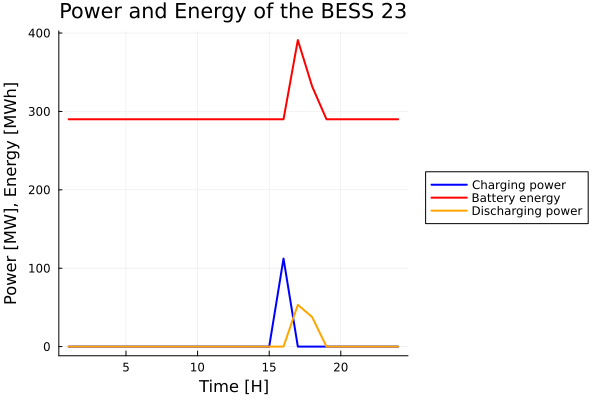 Power and Energy of the BESS 23
Power [MW], Energy [MWh]
400
300
200
100
0
5
10
15
20
Time [H]
Charging power
Battery energy
Discharging power